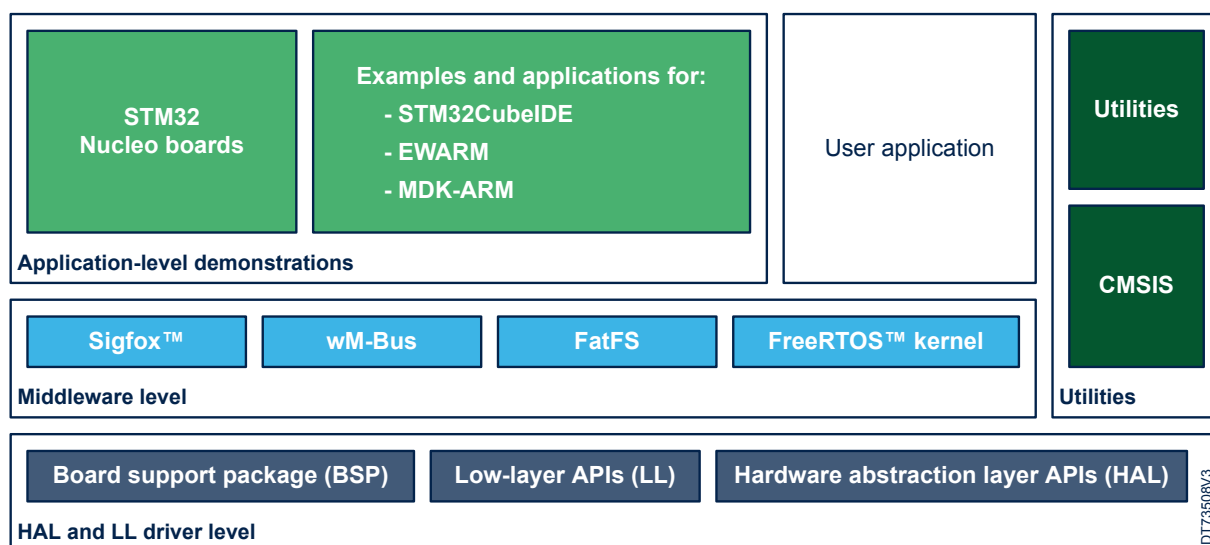 STM32
Nucleo boards
Examples and applications for:
- STM32CubeIDE
- EWARM
- MDK-ARM
Application-level demonstrations
User application
Utilities
CMSIS
Utilities
Sigfox™
wM-Bus
FatFS
FreeRTOS™ kernel
Middleware level
Board support package (BSP)
Low-layer APIs (LL)
Hardware abstraction layer APIs (HAL)
HAL and LL driver level
DT73508V3